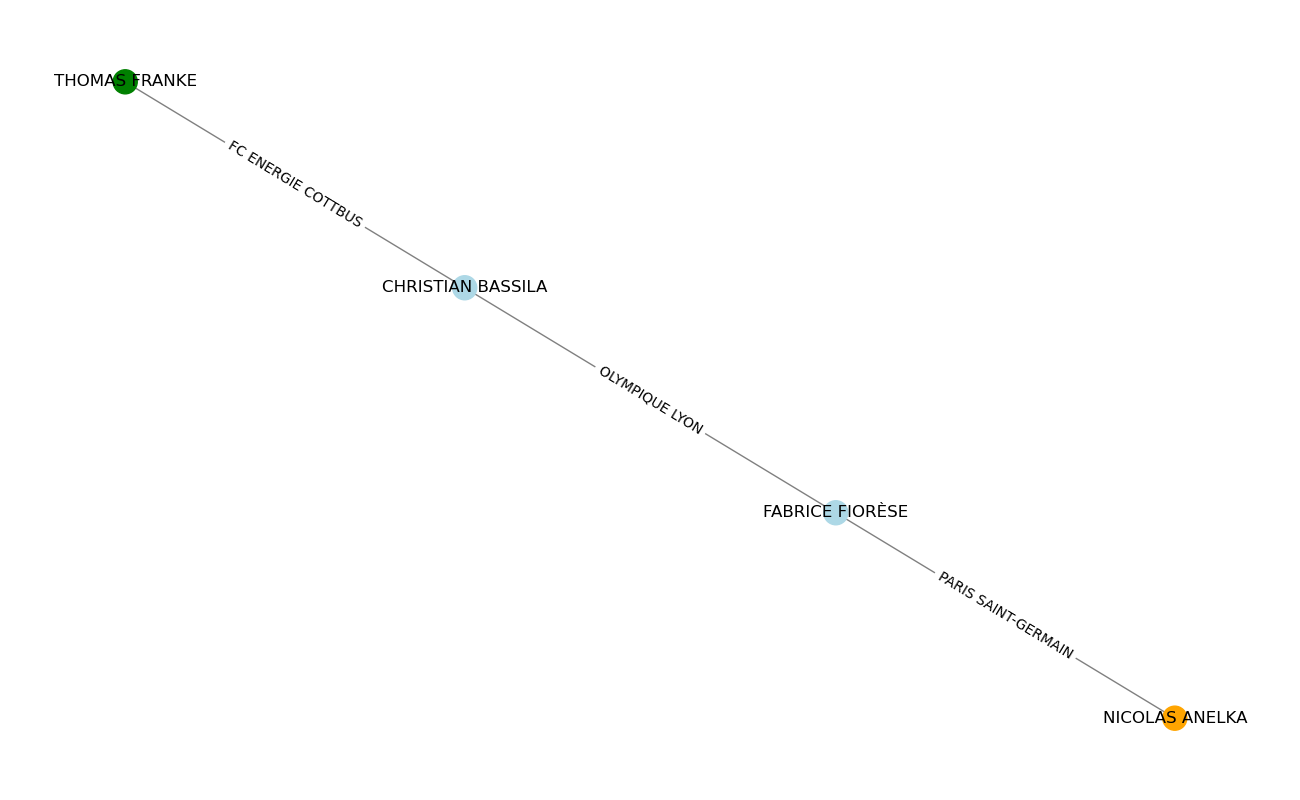 THOMAS FRANKE
FC ENERGIE COTTBUS
CHRISTIAN BASSILA
OLYMPIQUE LYON
FABRICE FIORÈSE
PARIS SAINT-GERMAIN
NICOLAS ANELKA